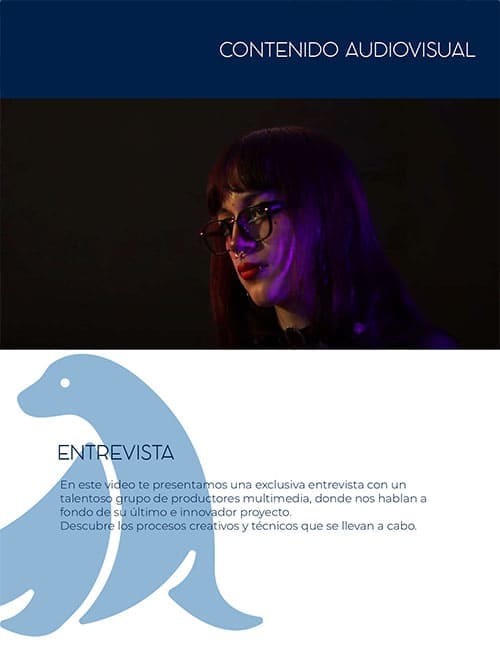 CONTENIDO AUDIOVISUAL
ENTREVISTA
En este video te presentamos una exclusiva entrevista con un
talentoso grupo de productores multimedia, donde nos hablan a
fondo de su último e innovador proyecto.
Descubre los procesos creativos y técnicos que se llevan a cabo.